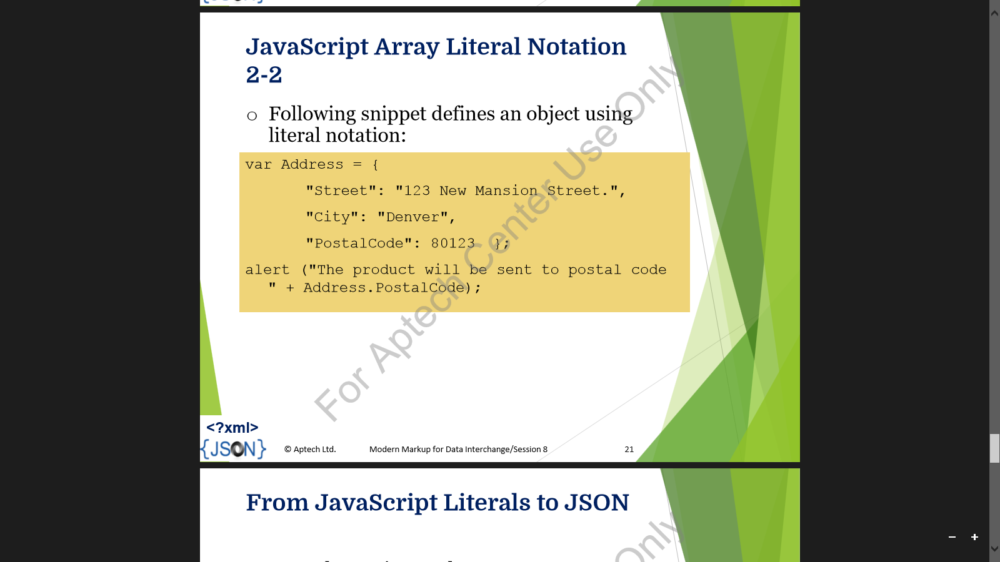 JavaScript Array Literal Notation
2-2
o Following snippet defines an object using
literal notation:
var Address = {
"Street": "123 New Mansion Street.",
"City": "Denver",
"PostalCode": 80123 };
alert ("The product will be sent to postal code
" + Address.PostalCode);
For Aptech Center Use Only
<?xml>
{JSON}
© Aptech Ltd.
Modern Markup for Data Interchange/Session 8
21
From JavaScript Literals to JSON
Only